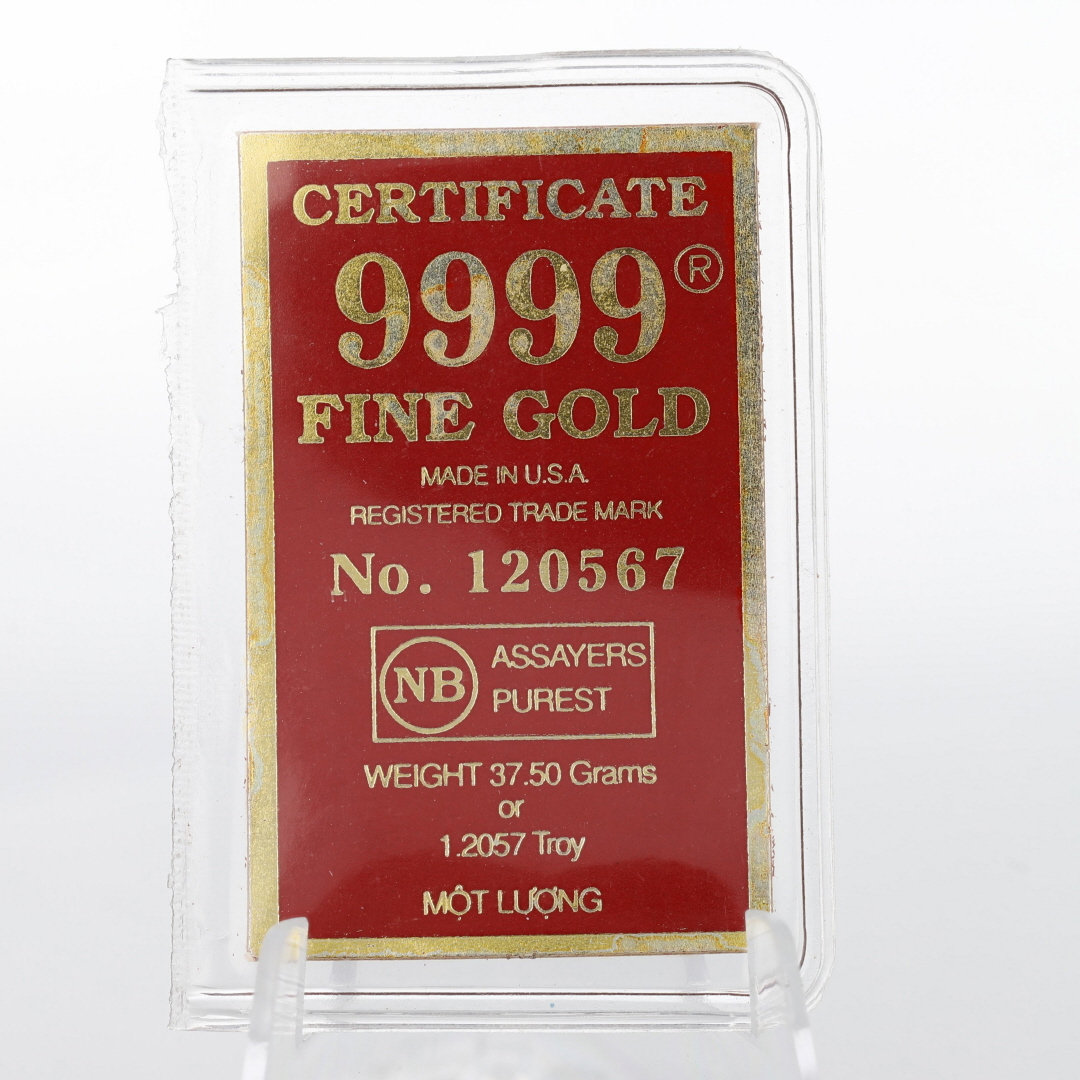 CERTIFICATE
9999®
FINE GOLD
MADE IN U.S.A.
REGISTERED TRADE MARK
No. 120567
NB ASSAYERS
PUREST
WEIGHT 37.50 Grams
or
1.2057 Troy
MỘT LƯỢNG